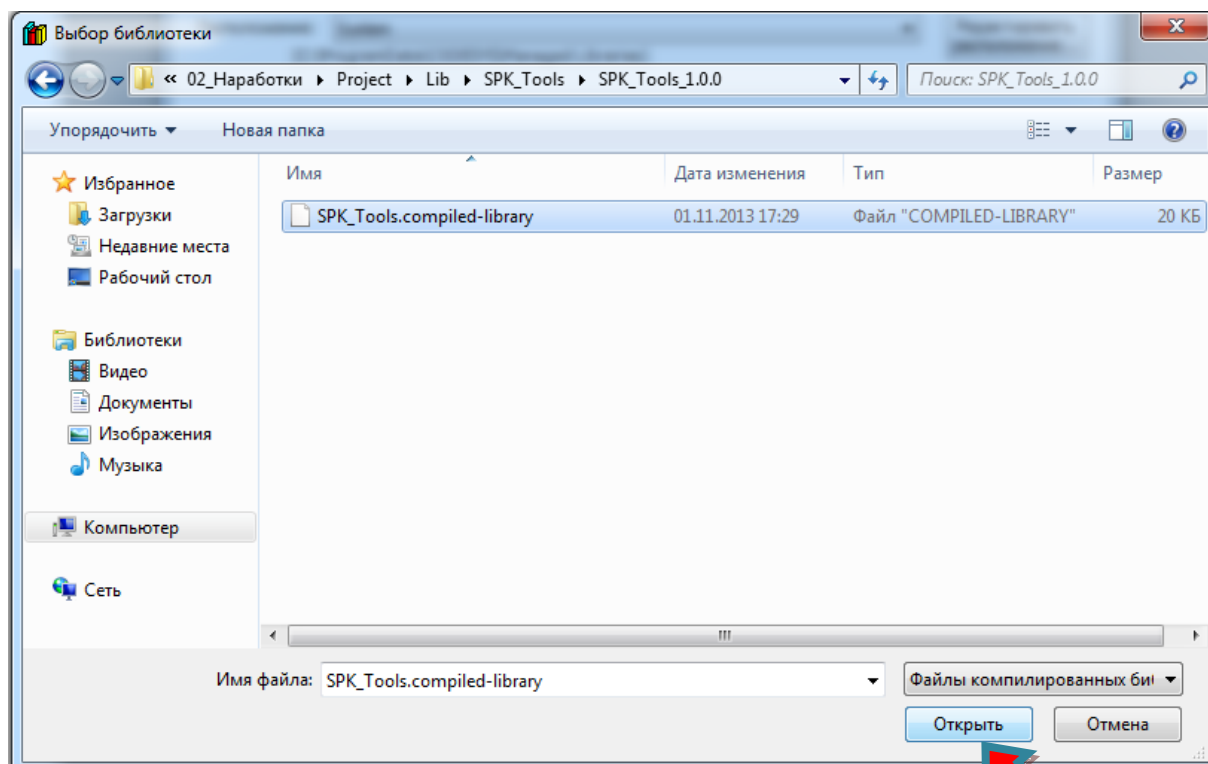 Выбор библиотеки
« 02_Наработки Project Lib SPK_Tools SPK_Tools_1.0.0 Поиск: SPK_Tools_1.0.0
Упорядочить Новая папка
Имя Дата изменения Тип Размер
SPK_Tools.compiled-library 01.11.2013 17:29 Файл "COMPILED-LIBRARY" 20 КБ
Избранное
Загрузки
Недавние места
Рабочий стол
Библиотеки
Видео
Документы
Изображения
Музыка
Компьютер
Сеть
Имя файла: SPK_Tools.compiled-library Файлы компилированных
Открыть Отмена